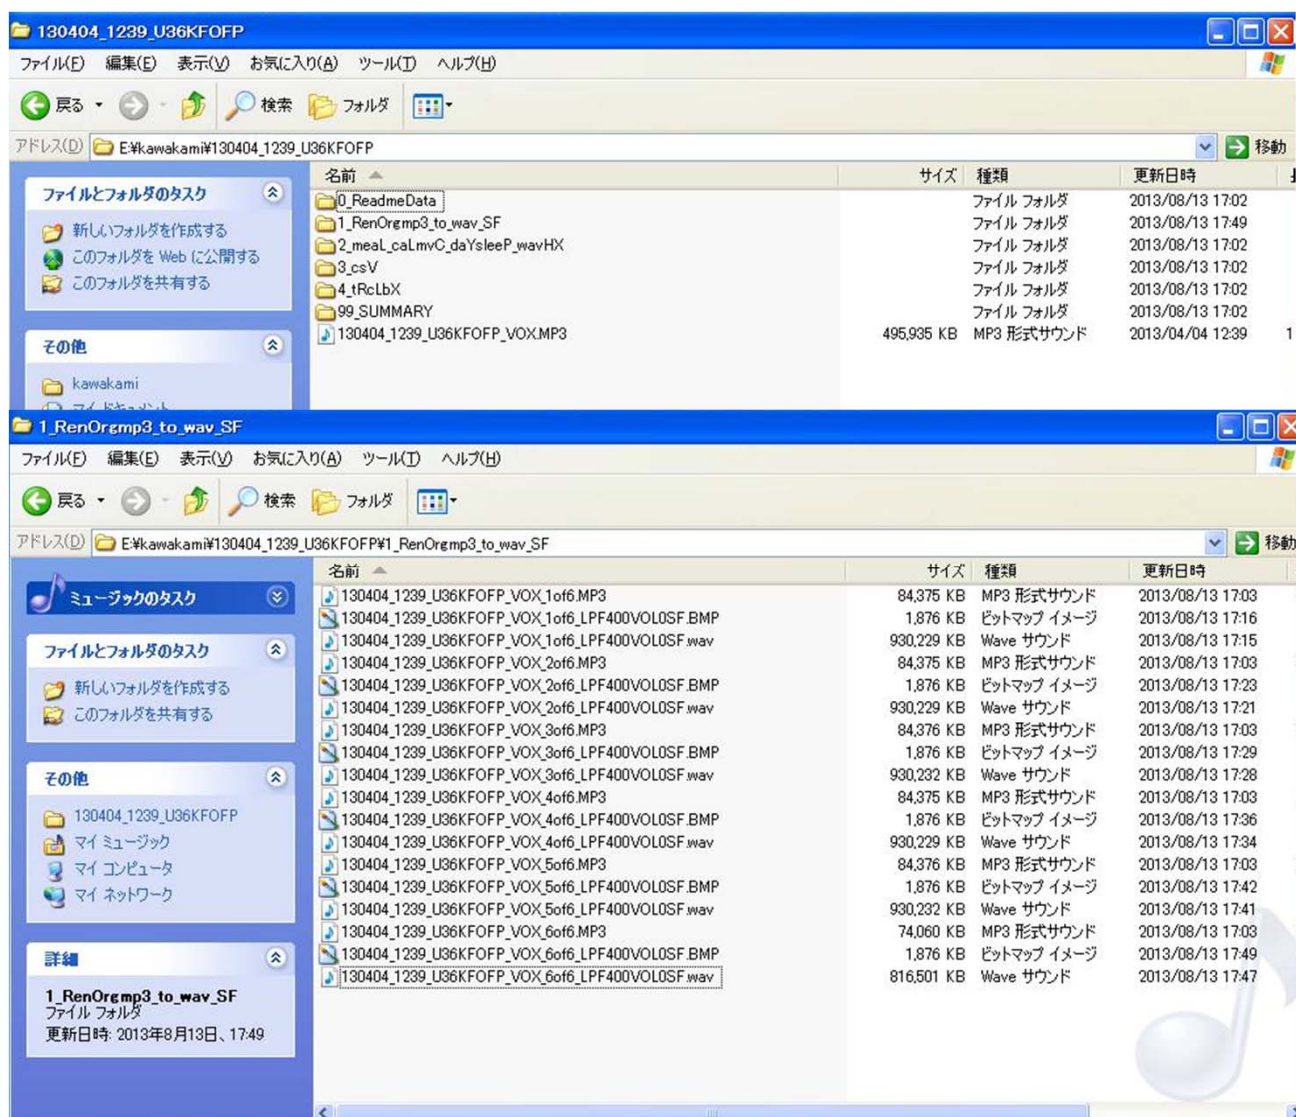 130404_1239_U36KFOFP
ファイル(F) 編集(E) 表示(V) お気に入り(A) ツール(T) ヘルプ(H)
戻る 検索 フォルダ
アドレス(D) E:¥kawakami¥130404_1239_U36KFOFP 移動
名前 サイズ 種類 更新日時
ファイルとフォルダのタスク
新しいフォルダを作成する
このフォルダを Web に公開する
このフォルダを共有する
その他
kawakami
マイ ドキュメント
0_ReadmeData ファイル フォルダ 2013/08/13 17:02
1_RenOrgmp3_to_wav_SF ファイル フォルダ 2013/08/13 17:49
2_meaL_caLmvC_daYsleeP_wavHX ファイル フォルダ 2013/08/13 17:02
3_csV ファイル フォルダ 2013/08/13 17:02
4_tRcLbX ファイル フォルダ 2013/08/13 17:02
99_SUMMARY ファイル フォルダ 2013/08/13 17:02
130404_1239_U36KFOFP_VOX.MP3 495,935 KB MP3 形式サウンド 2013/04/04 12:39 1
1_RenOrgmp3_to_wav_SF
ファイル(F) 編集(E) 表示(V) お気に入り(A) ツール(T) ヘルプ(H)
戻る 検索 フォルダ
アドレス(D) E:¥kawakami¥130404_1239_U36KFOFP¥1_RenOrgmp3_to_wav_SF 移動
名前 サイズ 種類 更新日時
ミュージックのタスク
ファイルとフォルダのタスク
新しいフォルダを作成する
このフォルダを共有する
その他
130404_1239_U36KFOFP
マイ ミュージック
マイ コンピュータ
マイ ネットワーク
詳細
1_RenOrgmp3_to_wav_SF
ファイル フォルダ
更新日時: 2013年8月13日、17:49
130404_1239_U36KFOFP_VOX_1of6.MP3 84,375 KB MP3 形式サウンド 2013/08/13 17:03
130404_1239_U36KFOFP_VOX_1of6_LPF400VOL0SF.BMP 1,876 KB ビットマップ イメージ 2013/08/13 17:16
130404_1239_U36KFOFP_VOX_1of6_LPF400VOL0SF.wav 930,229 KB Wave サウンド 2013/08/13 17:15
130404_1239_U36KFOFP_VOX_2of6.MP3 84,375 KB MP3 形式サウンド 2013/08/13 17:03
130404_1239_U36KFOFP_VOX_2of6_LPF400VOL0SF.BMP 1,876 KB ビットマップ イメージ 2013/08/13 17:23
130404_1239_U36KFOFP_VOX_2of6_LPF400VOL0SF.wav 930,229 KB Wave サウンド 2013/08/13 17:21
130404_1239_U36KFOFP_VOX_3of6.MP3 84,376 KB MP3 形式サウンド 2013/08/13 17:03
130404_1239_U36KFOFP_VOX_3of6_LPF400VOL0SF.BMP 1,876 KB ビットマップ イメージ 2013/08/13 17:29
130404_1239_U36KFOFP_VOX_3of6_LPF400VOL0SF.wav 930,232 KB Wave サウンド 2013/08/13 17:28
130404_1239_U36KFOFP_VOX_4of6.MP3 84,375 KB MP3 形式サウンド 2013/08/13 17:03
130404_1239_U36KFOFP_VOX_4of6_LPF400VOL0SF.BMP 1,876 KB ビットマップ イメージ 2013/08/13 17:36
130404_1239_U36KFOFP_VOX_4of6_LPF400VOL0SF.wav 930,229 KB Wave サウンド 2013/08/13 17:34
130404_1239_U36KFOFP_VOX_5of6.MP3 84,376 KB MP3 形式サウンド 2013/08/13 17:03
130404_1239_U36KFOFP_VOX_5of6_LPF400VOL0SF.BMP 1,876 KB ビットマップ イメージ 2013/08/13 17:42
130404_1239_U36KFOFP_VOX_5of6_LPF400VOL0SF.wav 930,232 KB Wave サウンド 2013/08/13 17:41
130404_1239_U36KFOFP_VOX_6of6.MP3 74,060 KB MP3 形式サウンド 2013/08/13 17:03
130404_1239_U36KFOFP_VOX_6of6_LPF400VOL0SF.BMP 1,876 KB ビットマップ イメージ 2013/08/13 17:49
130404_1239_U36KFOFP_VOX_6of6_LPF400VOL0SF.wav 816,501 KB Wave サウンド 2013/08/13 17:47